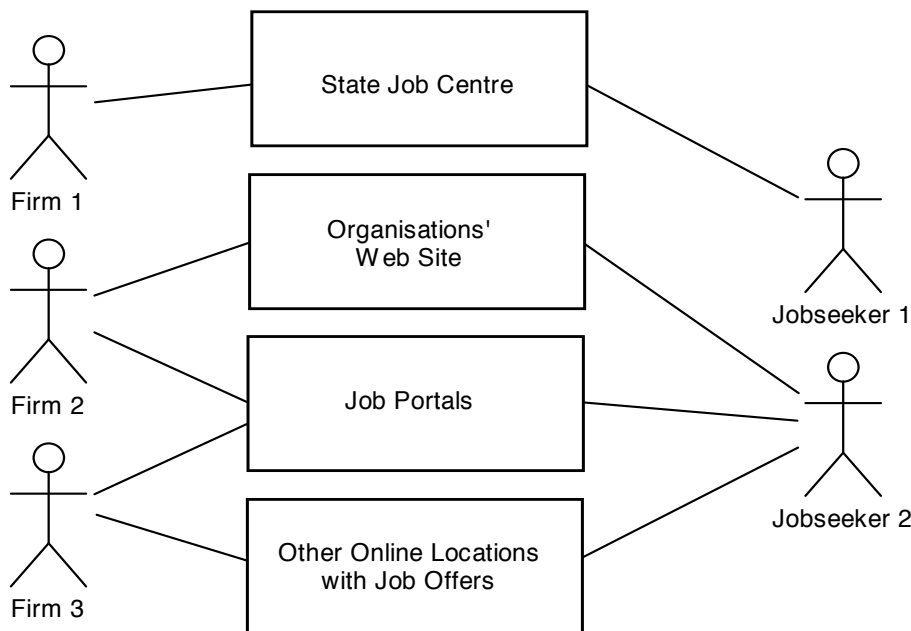 State Job Centre
Firm 1
Organisations'
Web Site
Jobseeker 1
Firm 2
Job Portals
Jobseeker 2
Other Online Locations
with Job Offers
Firm 3